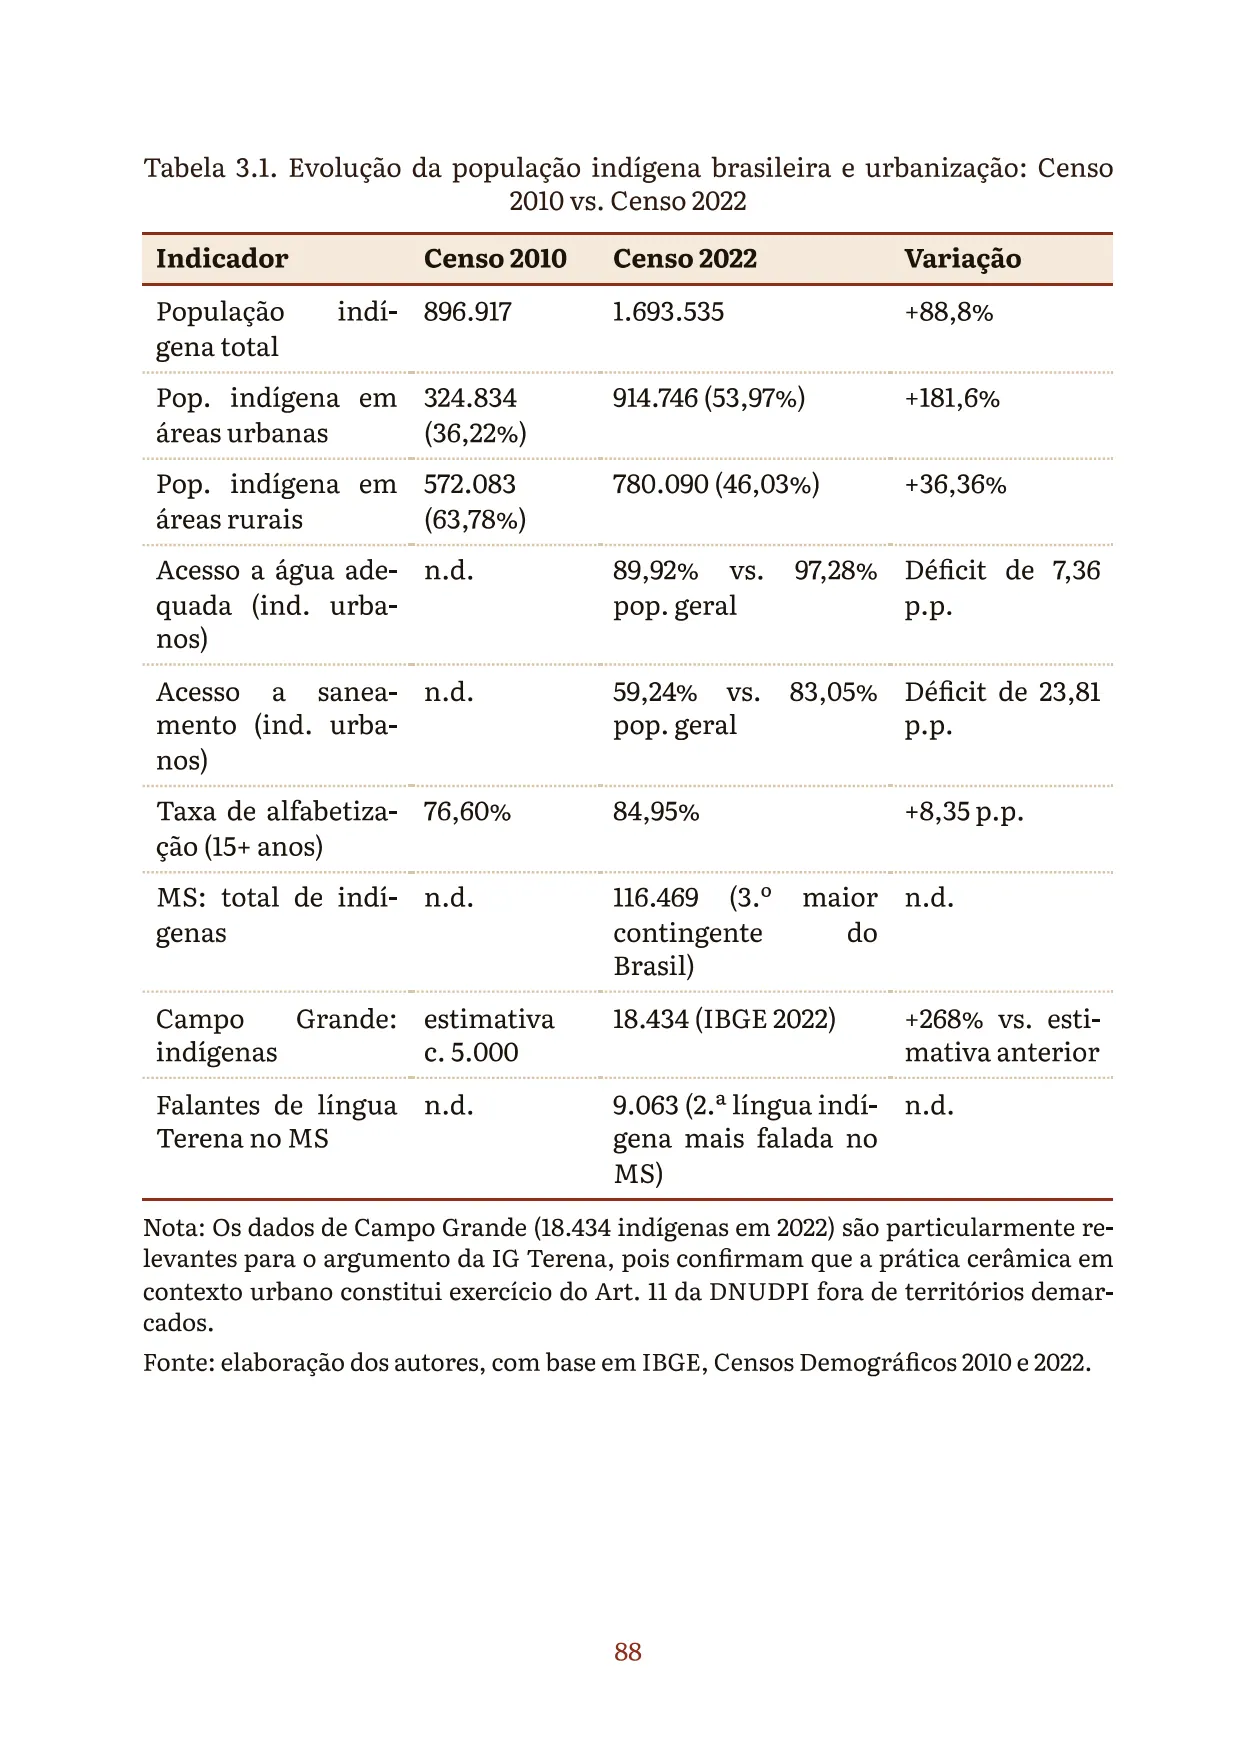 Tabela 3.1. Evolução da população indígena brasileira e urbanização: Censo
2010 vs. Censo 2022
Indicador Censo 2010 Censo 2022 Variação
População indí- 896.917 1.693.535 +88,8%
gena total
Pop. indígena em 324.834 914.746 (53,97%) +181,6%
áreas urbanas (36,22%)
Pop. indígena em 572.083 780.090 (46,03%) +36,36%
áreas rurais (63,78%)
Acesso a água ade- n.d. 89,92% vs. 97,28% Déficit de 7,36
quada (ind. urba- pop. geral p.p.
nos)
Acesso a sanea- n.d. 59,24% vs. 83,05% Déficit de 23,81
mento (ind. urba- pop. geral p.p.
nos)
Taxa de alfabetiza- 76,60% 84,95% +8,35 p.p.
ção (15+ anos)
MS: total de indí- n.d. 116.469 (3.º maior n.d.
genas contingente do
Brasil)
Campo Grande: estimativa 18.434 (IBGE 2022) +268% vs. esti-
indígenas c. 5.000 mativa anterior
Falantes de língua n.d. 9.063 (2.ª língua indí- n.d.
Terena no MS gena mais falada no
MS)
Nota: Os dados de Campo Grande (18.434 indígenas em 2022) são particularmente re-
levantes para o argumento da IG Terena, pois confirmam que a prática cerâmica em
contexto urbano constitui exercício do Art. 11 da DNUDPI fora de territórios demar-
cados.
Fonte: elaboração dos autores, com base em IBGE, Censos Demográficos 2010 e 2022.
88